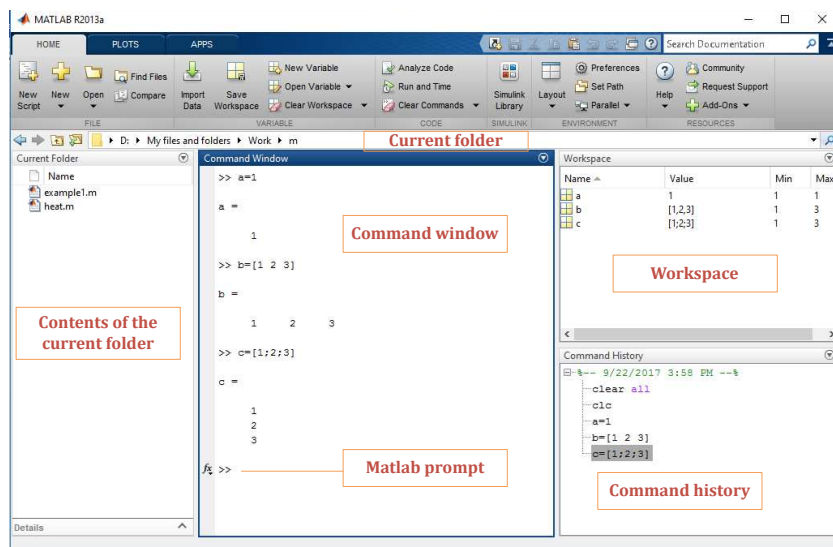 MATLAB R2013a
HOME PLOTS APPS
Search Documentation
New Script
New
Open
Find Files
Compare
Import Data
Save Workspace
New Variable
Open Variable
Clear Workspace
Analyze Code
Run and Time
Clear Commands
Simulink Library
Layout
Preferences
Set Path
Parallel
Help
Community
Request Support
Add-Ons
FILE VARIABLE CODE SIMULINK ENVIRONMENT RESOURCES
D: My files and folders Work m
Current folder
Current Folder
Name
example1.m
heat.m
Contents of the
current folder
Details
Command Window
>> a=1
a =
1
>> b=[1 2 3]
b =
1 2 3
>> c=[1;2;3]
c =
1
2
3
fx >>
Command window
Matlab prompt
Workspace
Name Value Min Max
a 1 1 1
b [1,2,3] 1 3
c [1;2;3] 1 3
Workspace
Command History
%-- 9/22/2017 3:58 PM --%
clear all
clc
a=1
b=[1 2 3]
c=[1;2;3]
Command history